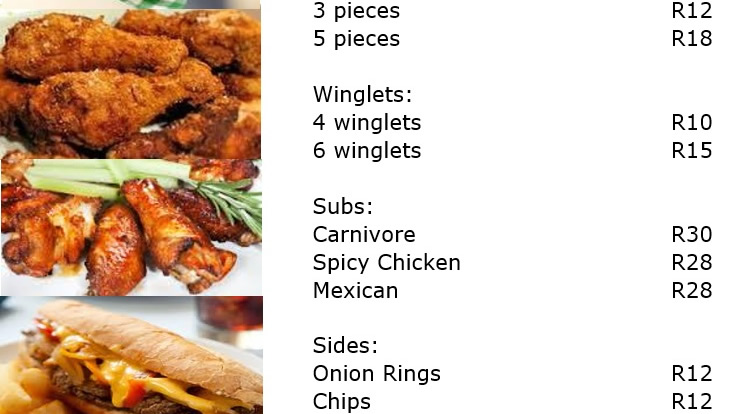 3 pieces R12
5 pieces R18
Winglets:
4 winglets R10
6 winglets R15
Subs:
Carnivore R30
Spicy Chicken R28
Mexican R28
Sides:
Onion Rings R12
Chips R12